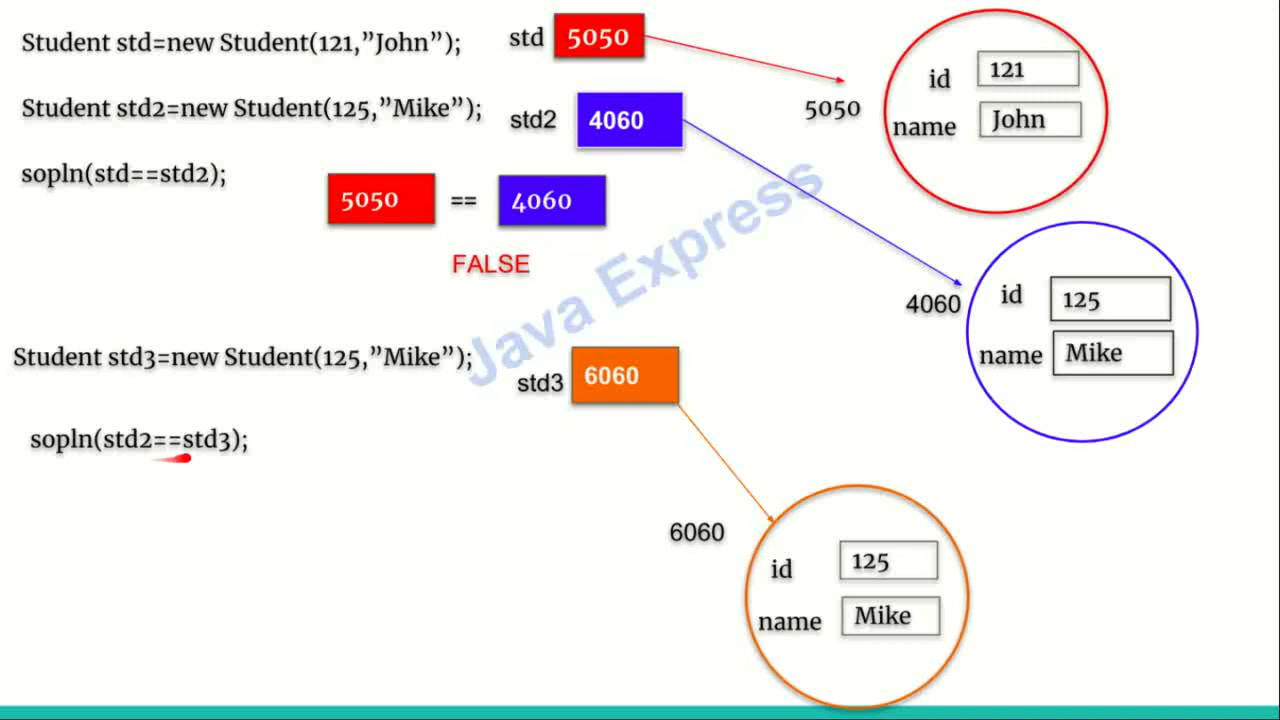 Student std=new Student(121,”John”);
std
5050
5050
id
121
name
John
Student std2=new Student(125,”Mike”);
std2
4060
sopln(std==std2);
5050
==
4060
FALSE
Java Express
4060
id
125
name
Mike
Student std3=new Student(125,”Mike”);
std3
6060
sopln(std2==std3);
6060
id
125
name
Mike